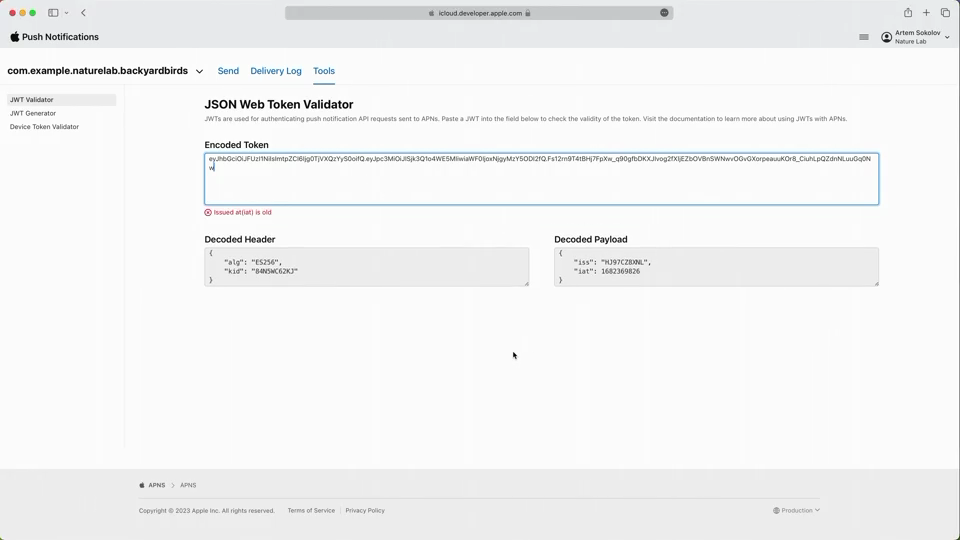 icloud.developer.apple.com
Push Notifications
Artem Sokolov
Nature Lab
com.example.naturelab.backyardbirds
Send
Delivery Log
Tools
JWT Validator
JWT Generator
Device Token Validator
JSON Web Token Validator
JWTs are used for authenticating push notification API requests sent to APNs. Paste a JWT into the field below to check the validity of the token. Visit the documentation to learn more about using JWTs with APNs.
Encoded Token
Issued at(iat) is old
Decoded Header
{
"alg": "ES256",
"kid": "84N5WC62KJ"
}
Decoded Payload
{
"iss": "HJ97CZBXNL",
"iat": 1682369826
}
APNS > APNS
Copyright © 2023 Apple Inc. All rights reserved.
Terms of Service
Privacy Policy
Production